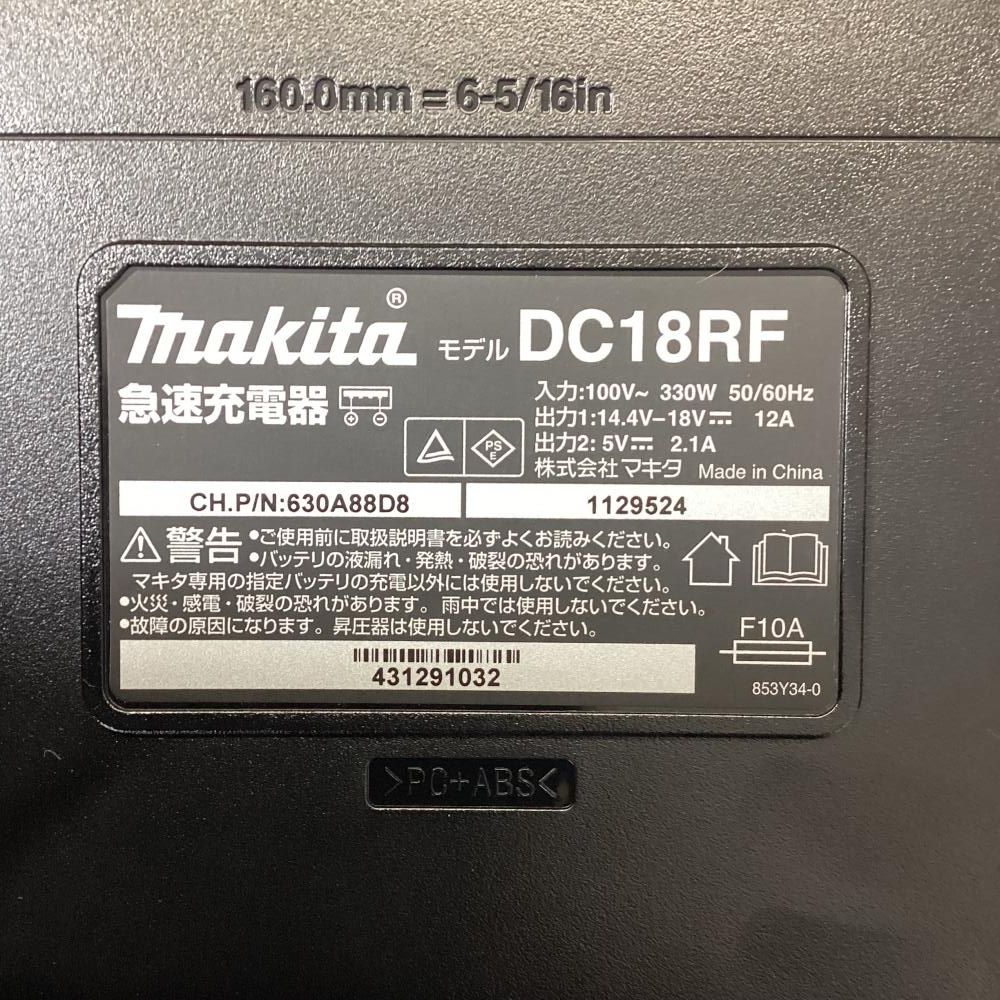 160.0mm = 6-5/16in
makita® モデル DC18RF
急速充電器
入力:100V~ 330W 50/60Hz
出力1:14.4V-18V⎓ 12A
出力2: 5V⎓ 2.1A
PS
E
株式会社マキタ Made in China
CH.P/N:630A88D8 1129524
警告 •ご使用前に取扱説明書を必ずよくお読みください。
•バッテリの液漏れ・発熱・破裂の恐れがあります。
マキタ専用の指定バッテリの充電以外には使用しないでください。
•火災・感電・破裂の恐れがあります。雨中では使用しないでください。
•故障の原因になります。昇圧器は使用しないでください。
F10A
431291032
853Y34-0
>PC+ABS<